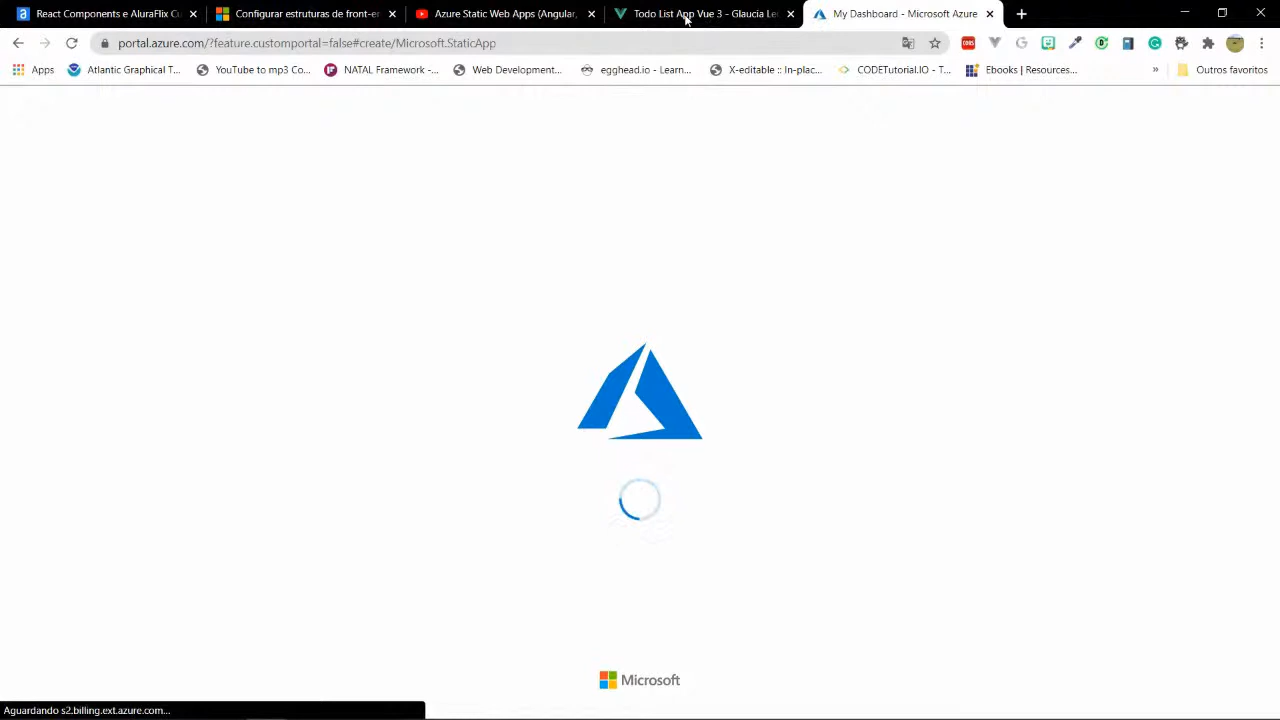 React Components e AluraFlix Cu
Configurar estruturas de front-er
Azure Static Web Apps (Angular,
Todo List App Vue 3 - Glaucia Le
My Dashboard - Microsoft Azure
portal.azure.com/?feature.customportal=false#create/Microsoft.StaticApp
Apps
Atlantic Graphical T...
YouTube to mp3 Co...
NATAL Framework -...
Web Development...
egghead.io - Learn...
X-editable :: In-plac...
CODETutorial.IO - T...
Ebooks | Resources...
»
Outros favoritos
Microsoft
Aguardando s2.billing.ext.azure.com...